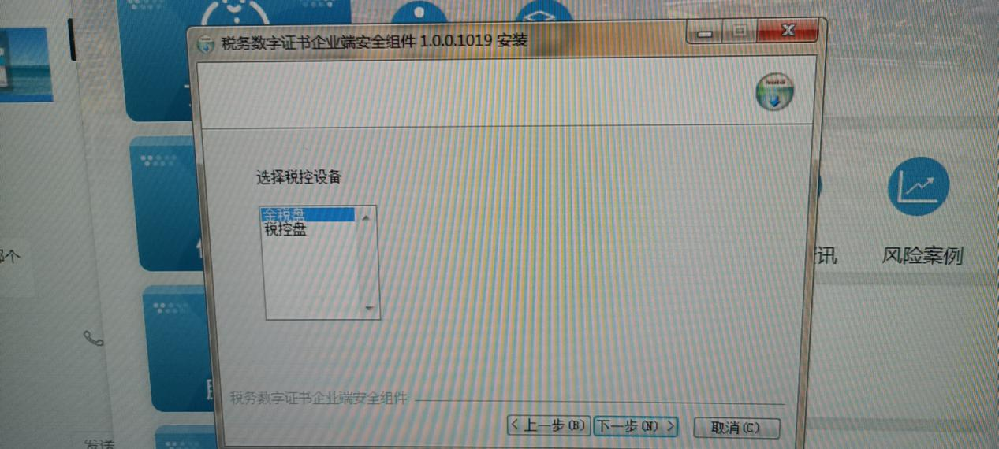 税务数字证书企业端安全组件 1.0.0.1019 安装
选择税控设备
金税盘
税控盘
讯
风险案例
个
税务数字证书企业端安全组件
< 上一步(B)
下一步(N) >
取消(C)
发送